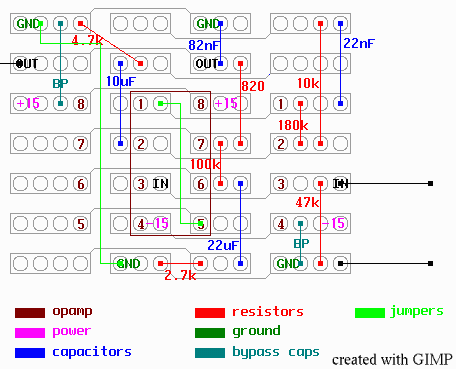 GND GND
4.7k 82nF 22nF
OUT OUT
BP 10uF 820 10k
+15 8 1 8 +15 1
180k
7 2 7 2
100k
6 3 IN 6 3 IN
47k
5 4 -15 5 4 -15
22uF BP
GND GND
2.7k
opamp resistors jumpers
power ground
capacitors bypass caps
created with GIMP